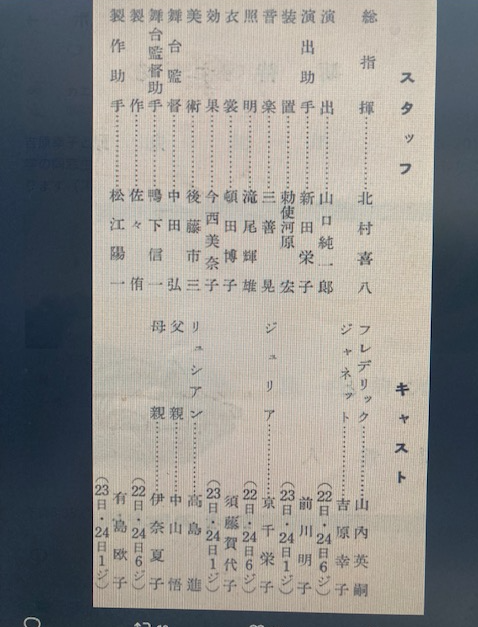 スタッフ
総指揮…………北村喜八
演出…………山口純一郎
演出助手…………新田栄子
装置…………勅使河原宏
音楽…………三善晃
照明…………滝尾輝雄
衣裳…………頓田博子
効果…………今西美奈子
美術…………後藤市三
舞台監督…………中田弘
舞台監督助手…………鴨下信一
製作…………佐々侑
製作助手…………松江陽一
キャスト
フレデリック…………山内英嗣
ジャネット…………吉原幸子
(22日・24日6ジ)
前川明子
(23日・24日1ジ)
ジュリア…………京千栄子
(22日・24日6ジ)
須藤賀代子
(23日・24日1ジ)
リュシアン…………高島進
父親…………中山悟
母親…………伊奈夏子
(22日・24日6ジ)
有島欧子
(23日・24日1ジ)